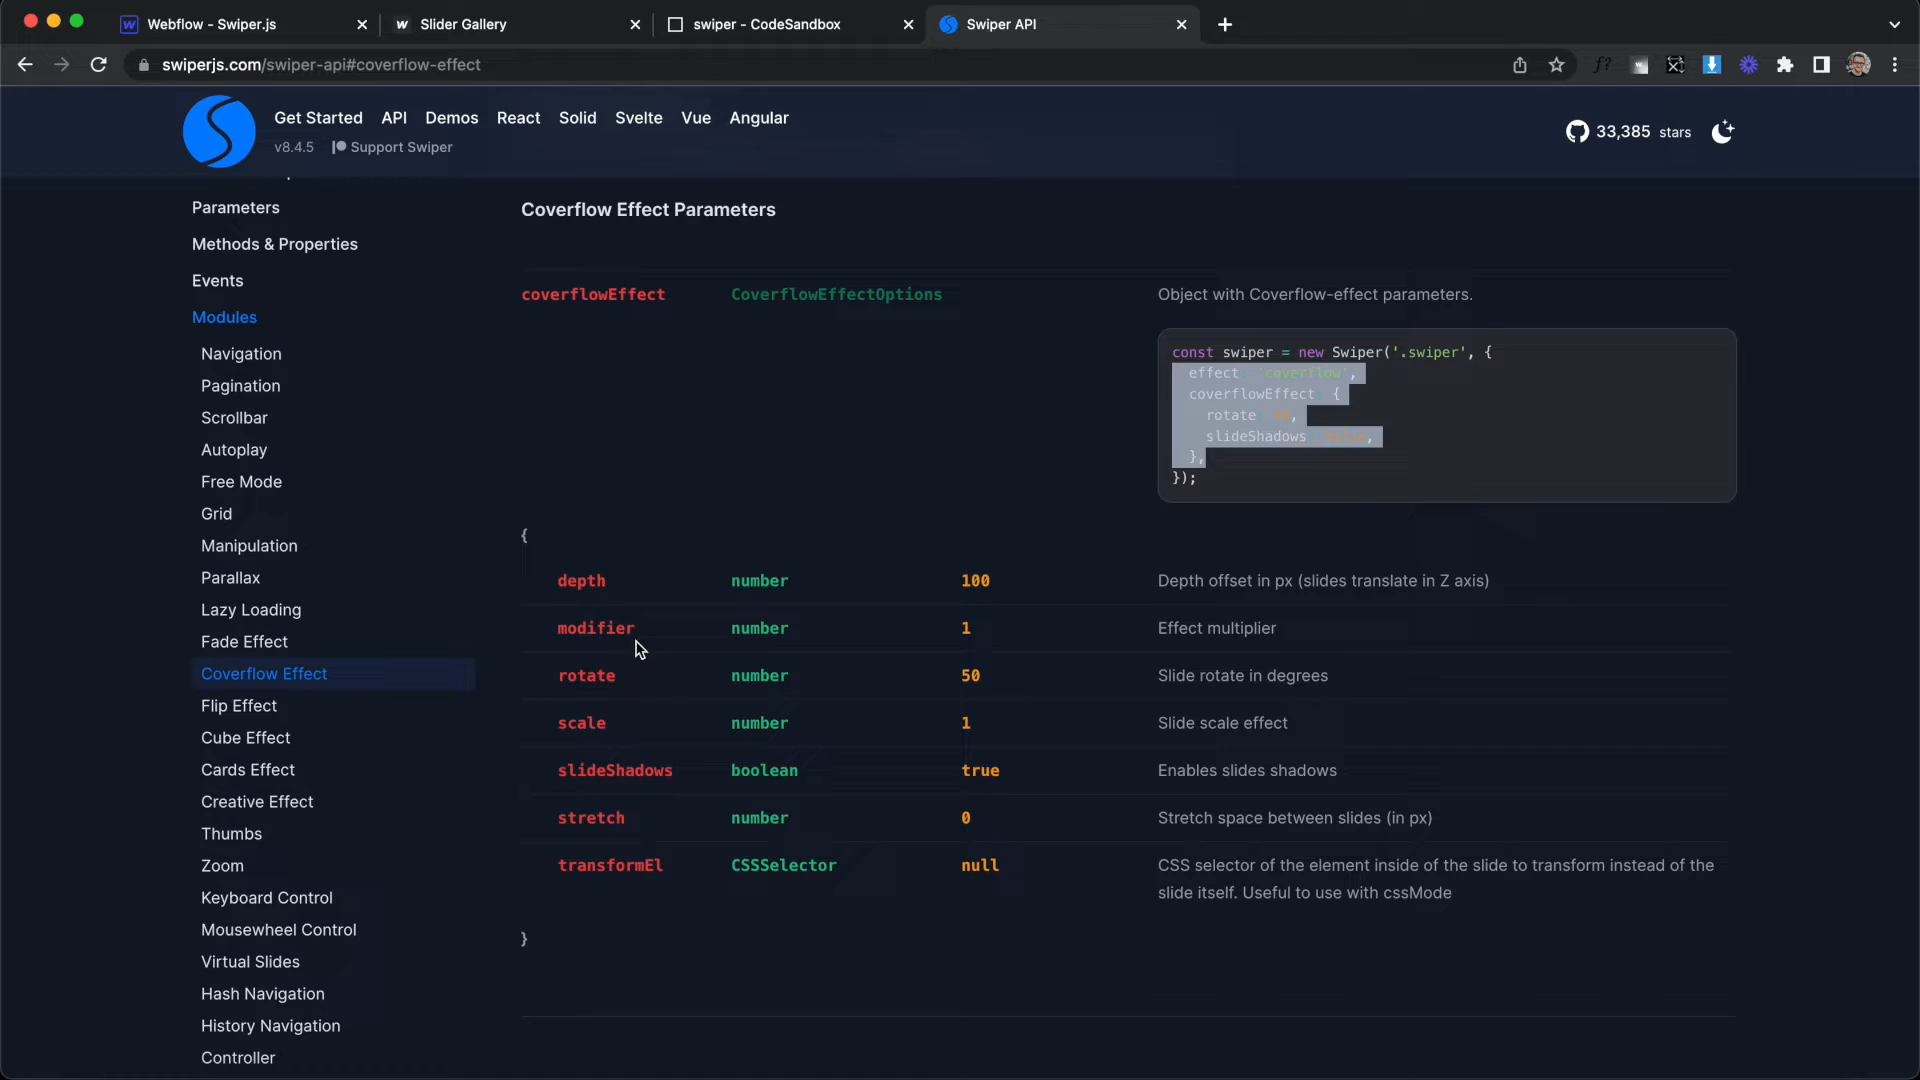 Webflow - Swiper.js
Slider Gallery
swiper - CodeSandbox
Swiper API
swiperjs.com/swiper-api#coverflow-effect
Get Started API Demos React Solid Svelte Vue Angular
v8.4.5 Support Swiper
33,385 stars
Parameters
Methods & Properties
Events
Modules
Navigation
Pagination
Scrollbar
Autoplay
Free Mode
Grid
Manipulation
Parallax
Lazy Loading
Fade Effect
Coverflow Effect
Flip Effect
Cube Effect
Cards Effect
Creative Effect
Thumbs
Zoom
Keyboard Control
Mousewheel Control
Virtual Slides
Hash Navigation
History Navigation
Controller
Coverflow Effect Parameters
coverflowEffect CoverflowEffectOptions Object with Coverflow-effect parameters.
const swiper = new Swiper('.swiper', {
effect 'coverflow',
coverflowEffect {
rotate ,
slideShadows ,
},
});
{
depth number 100 Depth offset in px (slides translate in Z axis)
modifier number 1 Effect multiplier
rotate number 50 Slide rotate in degrees
scale number 1 Slide scale effect
slideShadows boolean true Enables slides shadows
stretch number 0 Stretch space between slides (in px)
transformEl CSSSelector null CSS selector of the element inside of the slide to transform instead of the
slide itself. Useful to use with cssMode
}